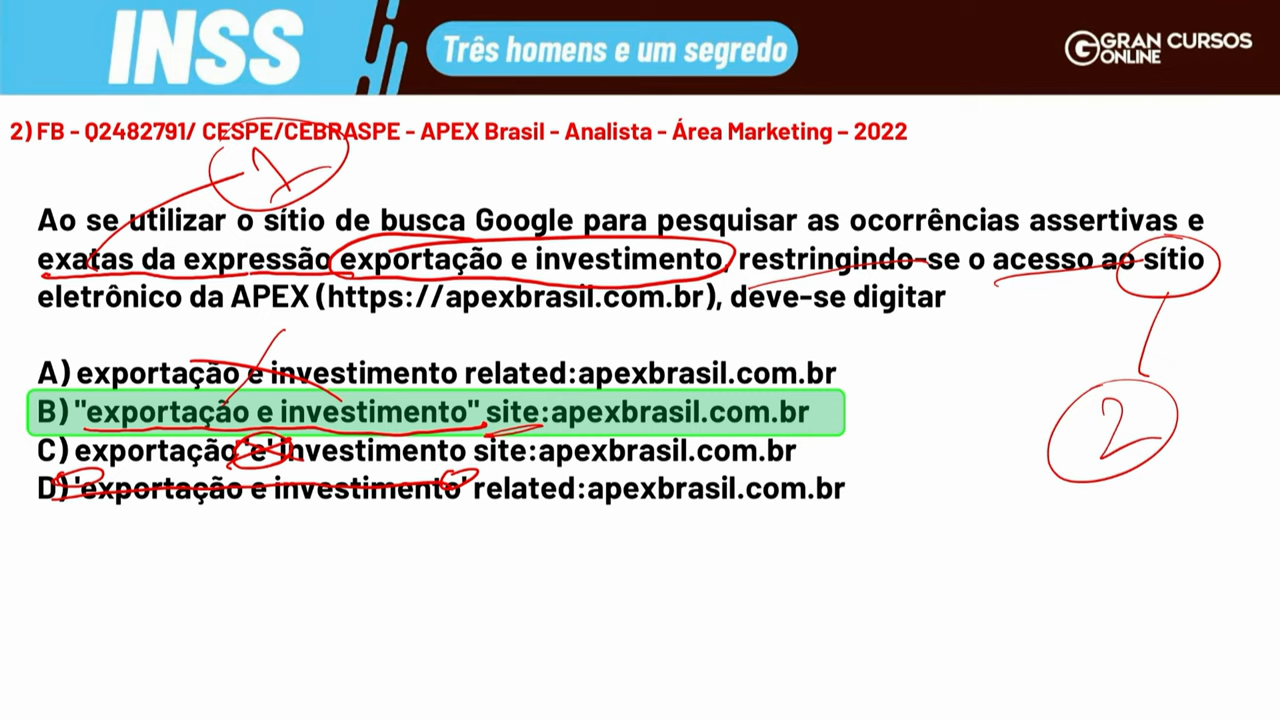 INSS
Três homens e um segredo
GRAN CURSOS
ONLINE
2) FB - Q2482791/ CESPE/CEBRASPE - APEX Brasil - Analista - Área Marketing – 2022
1
Ao se utilizar o sítio de busca Google para pesquisar as ocorrências assertivas e
exatas da expressão exportação e investimento, restringindo-se o acesso ao sítio
eletrônico da APEX (https://apexbrasil.com.br), deve-se digitar
A) exportação e investimento related:apexbrasil.com.br
B) "exportação e investimento" site:apexbrasil.com.br
C) exportação 'e' investimento site:apexbrasil.com.br
D) 'exportação e investimento' related:apexbrasil.com.br
2